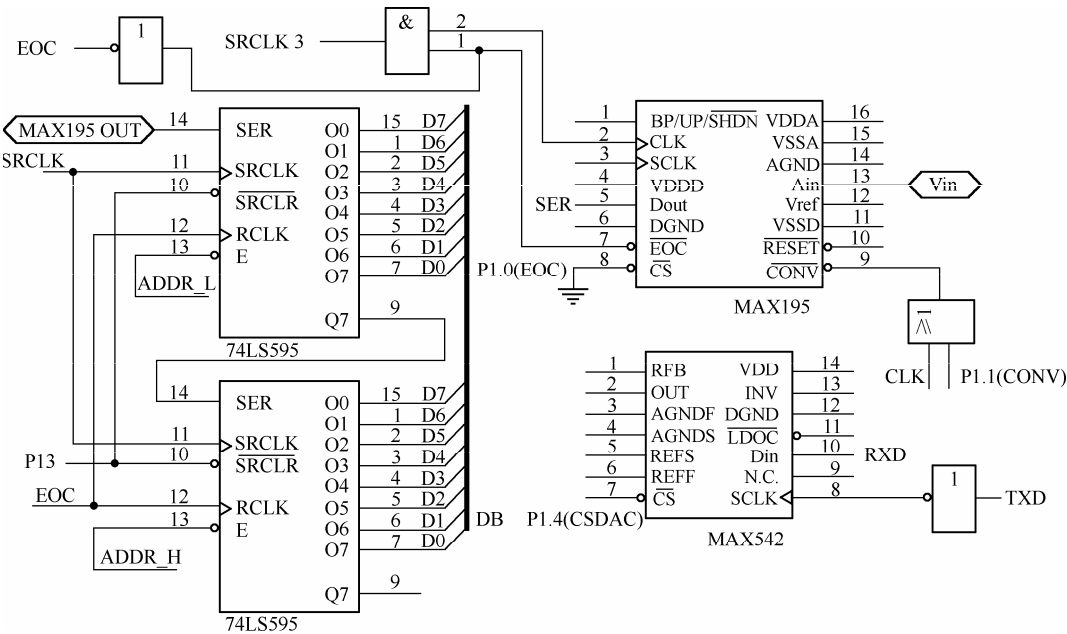 EOC
1
SRCLK 3
&
2
1
MAX195 OUT
14
SER
O0
15
D7
O1
1
D6
SRCLK
11
SRCLK
O2
2
D5
10
SRCLR
O3
3
D4
O4
4
D3
12
RCLK
O5
5
D2
13
E
O6
6
D1
ADDR_L
O7
7
D0
Q7
9
74LS595
14
SER
O0
15
D7
O1
1
D6
11
SRCLK
O2
2
D5
P13
10
SRCLR
O3
3
D4
O4
4
D3
EOC
12
RCLK
O5
5
D2
13
E
O6
6
D1
ADDR_H
O7
7
D0
DB
Q7
9
74LS595
1
BP/UP/SHDN
VDDA
16
2
CLK
VSSA
15
3
SCLK
AGND
14
4
VDDD
Ain
13
Vin
SER
5
Dout
Vref
12
6
DGND
VSSD
11
7
EOC
RESET
10
P1.0(EOC)
8
CS
CONV
9
MAX195
≥1
CLK
P1.1(CONV)
1
RFB
VDD
14
2
OUT
INV
13
3
AGNDF
DGND
12
4
AGNDS
LDOC
11
5
REFS
Din
10
RXD
6
REFF
N.C.
9
7
CS
SCLK
8
1
TXD
P1.4(CSDAC)
MAX542